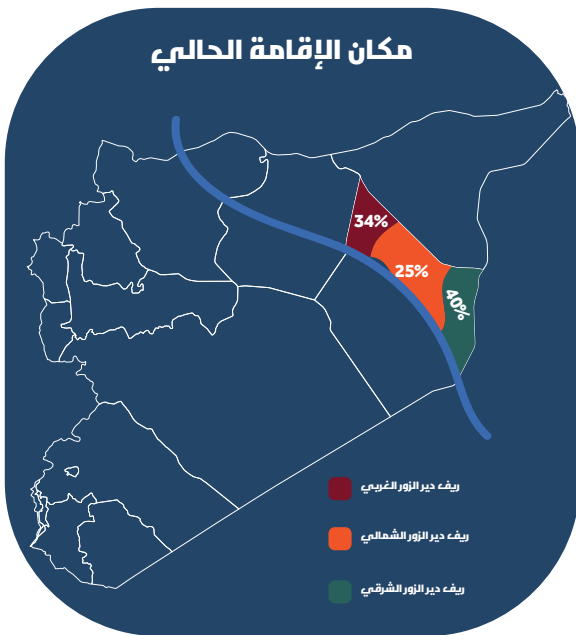 مكان الإقامة الحالي
34%
25%
40%
ريف دير الزور الغربي
ريف دير الزور الشمالي
ريف دير الزور الشرقي